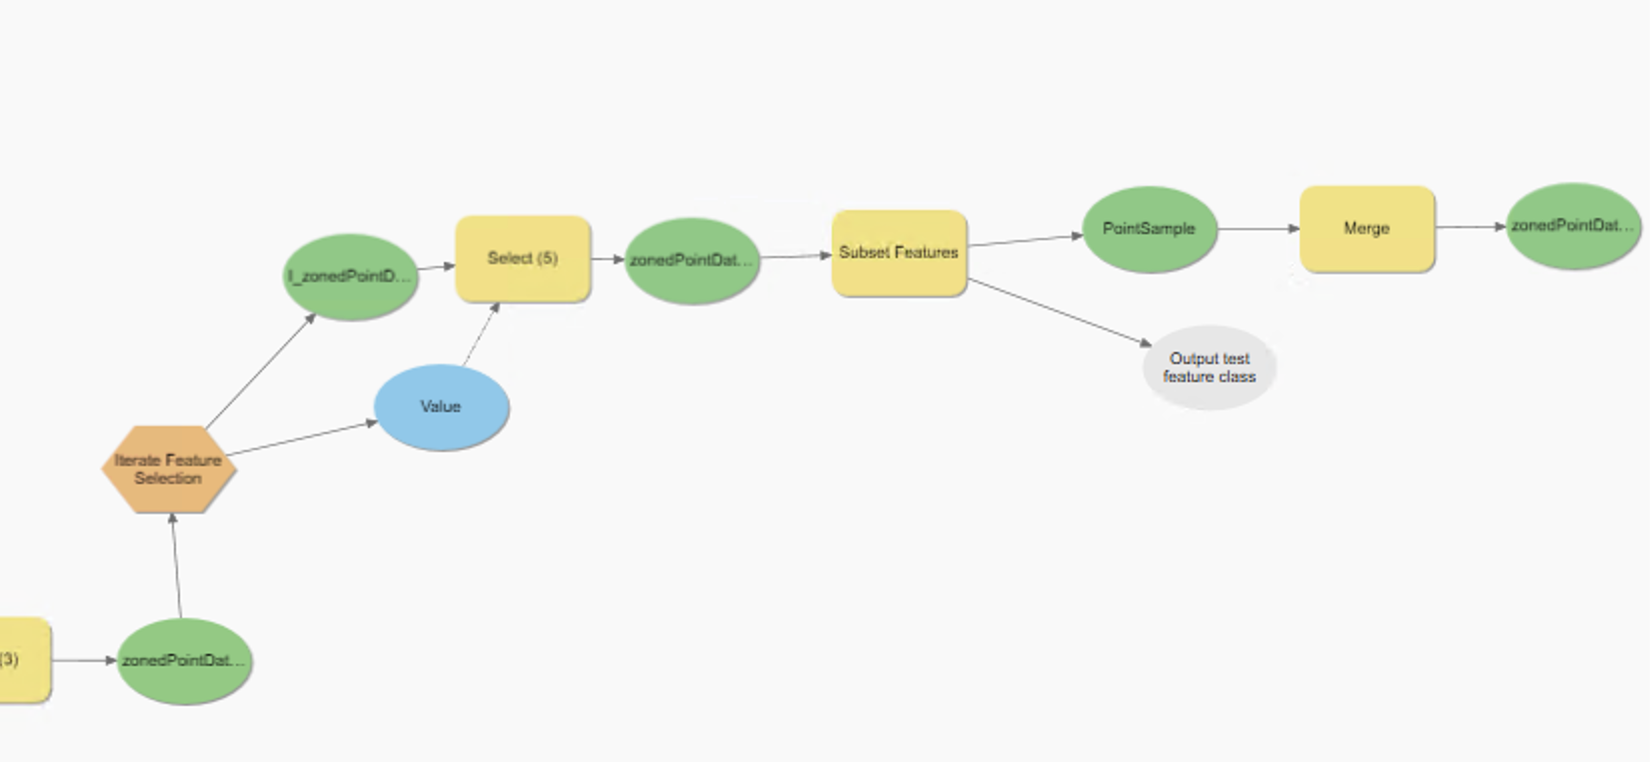 PointSample
Merge
zonedPointDat...
Select (5)
Subset Features
zonedPointDat...
I_zonedPointD...
Output test
feature class
Value
Iterate Feature
Selection
(3)
zonedPointDat...